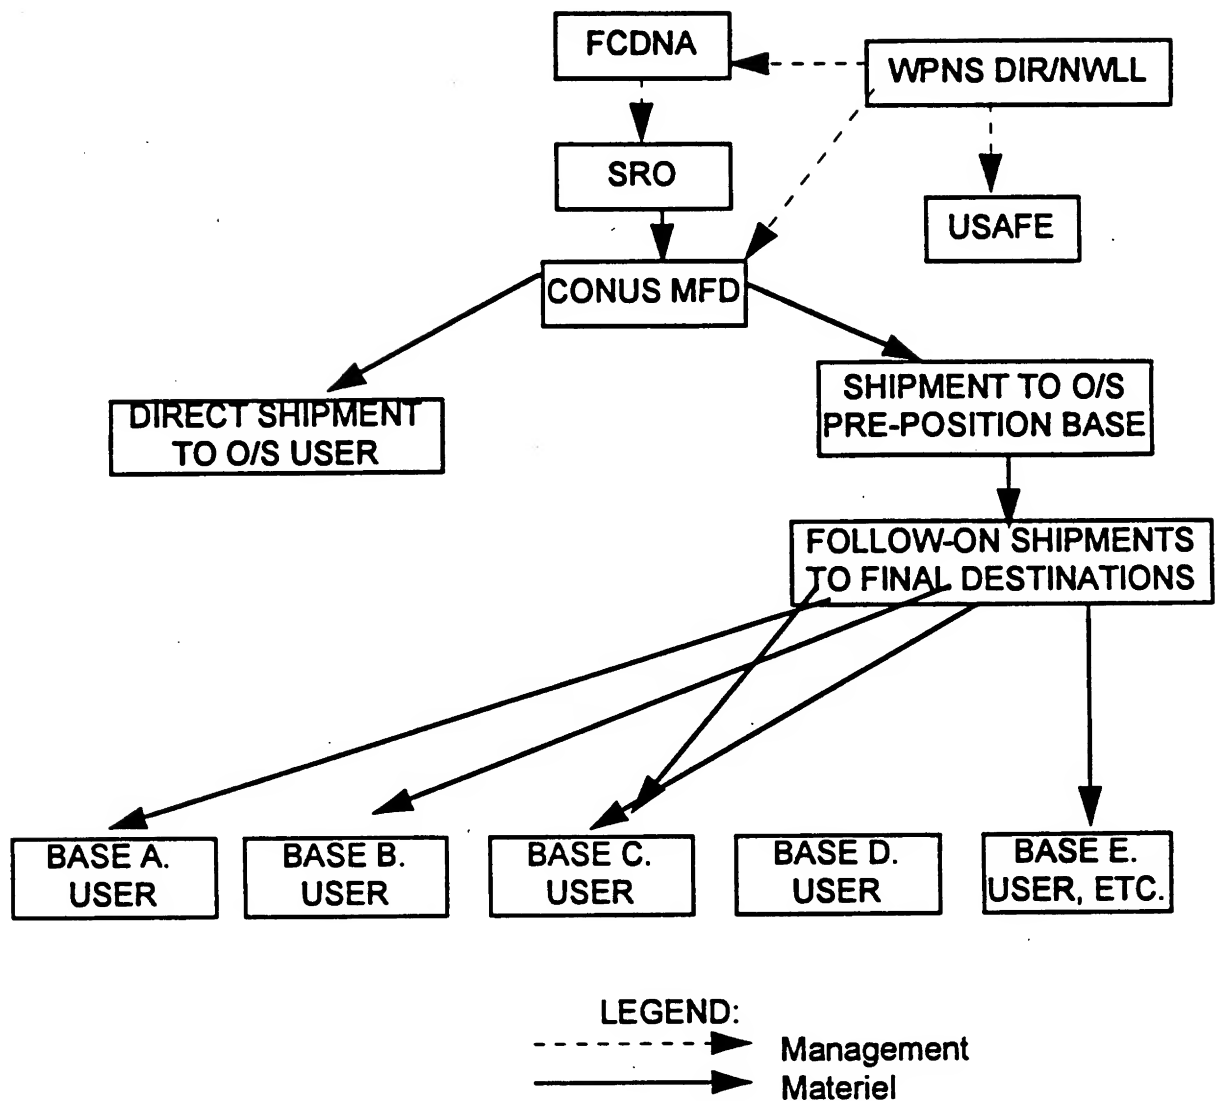 FCDNA
WPNS DIR/NWLL
SRO
USAFE
CONUS MFD
DIRECT SHIPMENT
TO O/S USER
SHIPMENT TO O/S
PRE-POSITION BASE
FOLLOW-ON SHIPMENTS
TO FINAL DESTINATIONS
BASE A.
USER
BASE B.
USER
BASE C.
USER
BASE D.
USER
BASE E.
USER, ETC.
LEGEND:
Management
Materiel